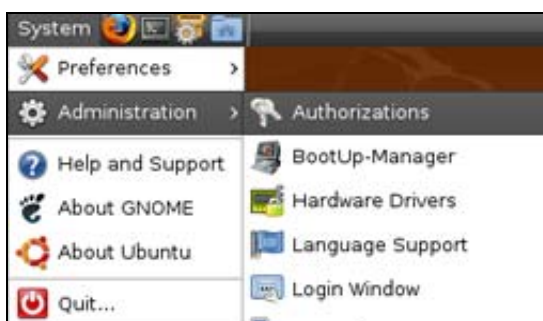 System
Preferences
Administration
Help and Support
About GNOME
About Ubuntu
Quit...
Authorizations
BootUp-Manager
Hardware Drivers
Language Support
Login Window